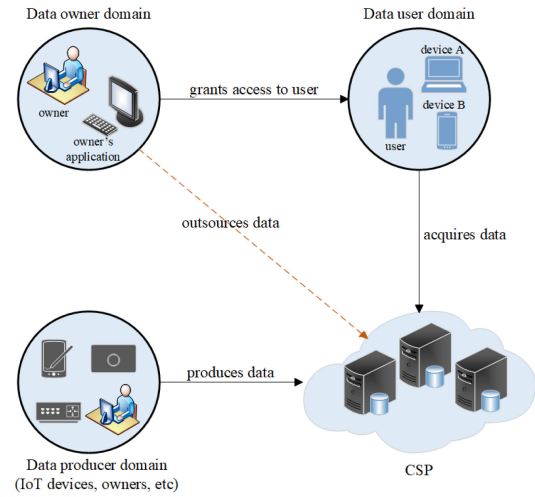 Data owner domain
Data user domain
device A
grants access to user
owner
device B
owner's
application
user
outsources data
acquires data
produces data
Data producer domain
(IoT devices, owners, etc)
CSP